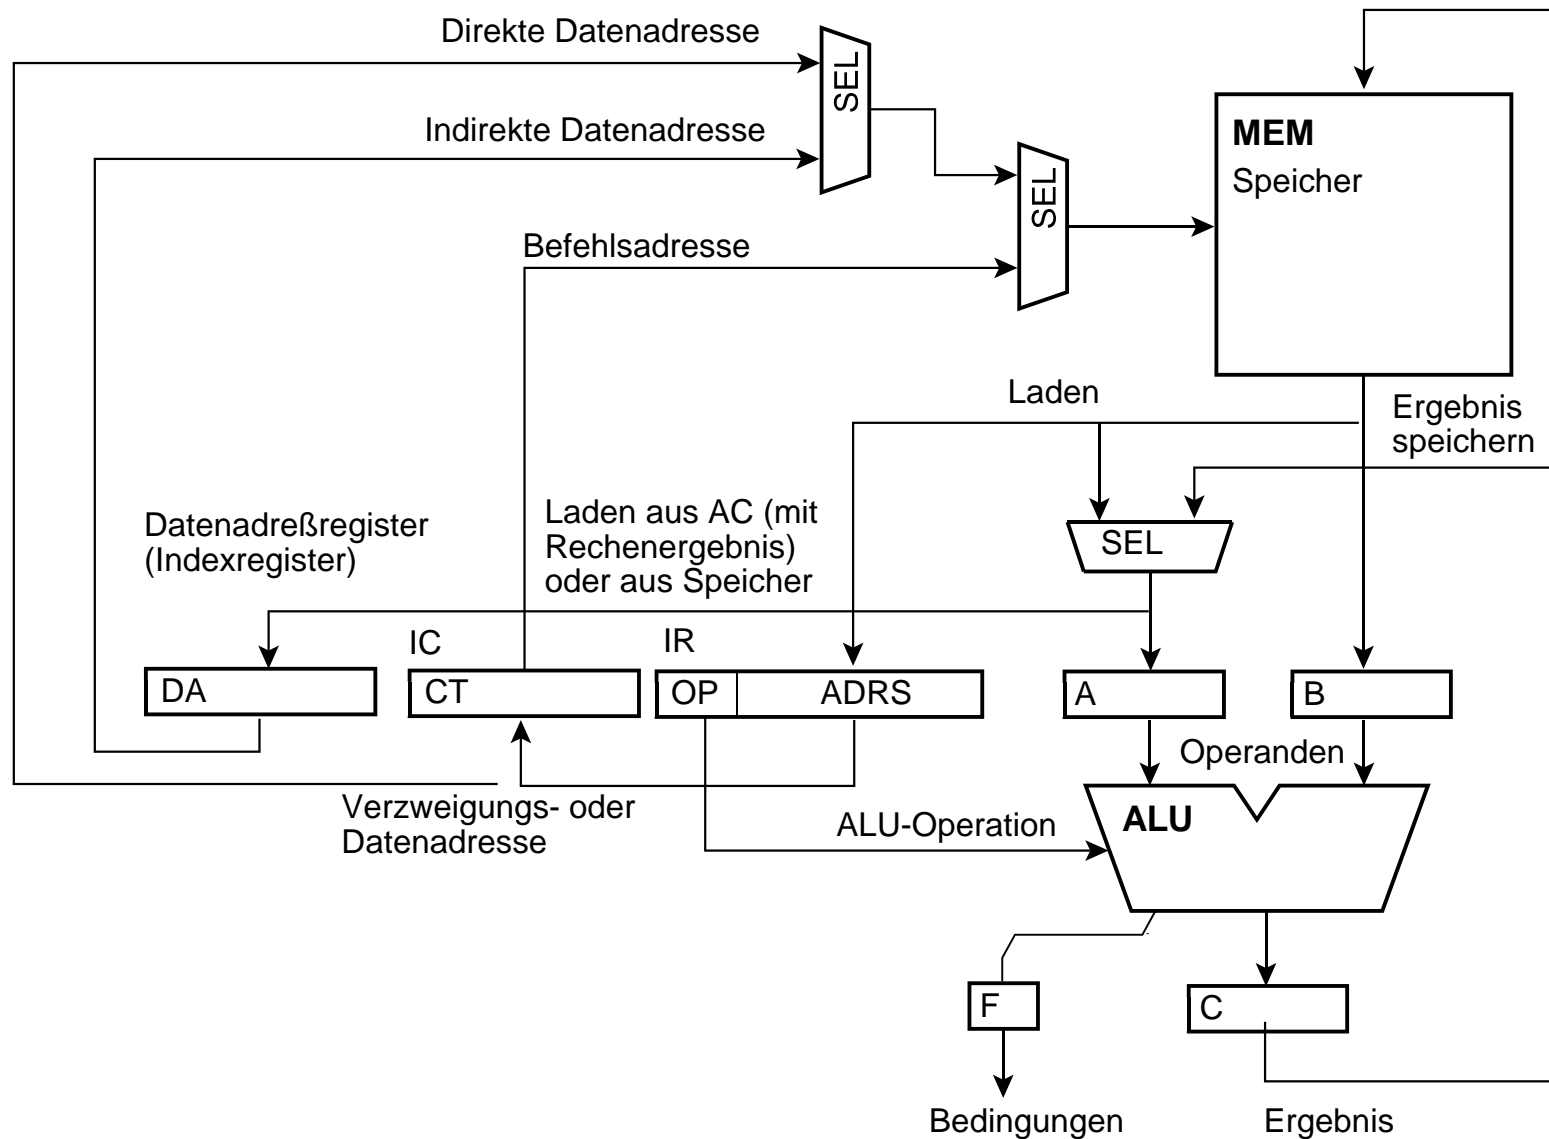 Direkte Datenadresse
SEL
Indirekte Datenadresse
SEL
MEM
Speicher
Befehlsadresse
Laden
Ergebnis
speichern
Datenadreßregister
(Indexregister)
Laden aus AC (mit
Rechenergebnis)
oder aus Speicher
SEL
IC
IR
DA
CT
OP
ADRS
A
B
Operanden
Verzweigungs- oder
Datenadresse
ALU-Operation
ALU
F
C
Bedingungen
Ergebnis